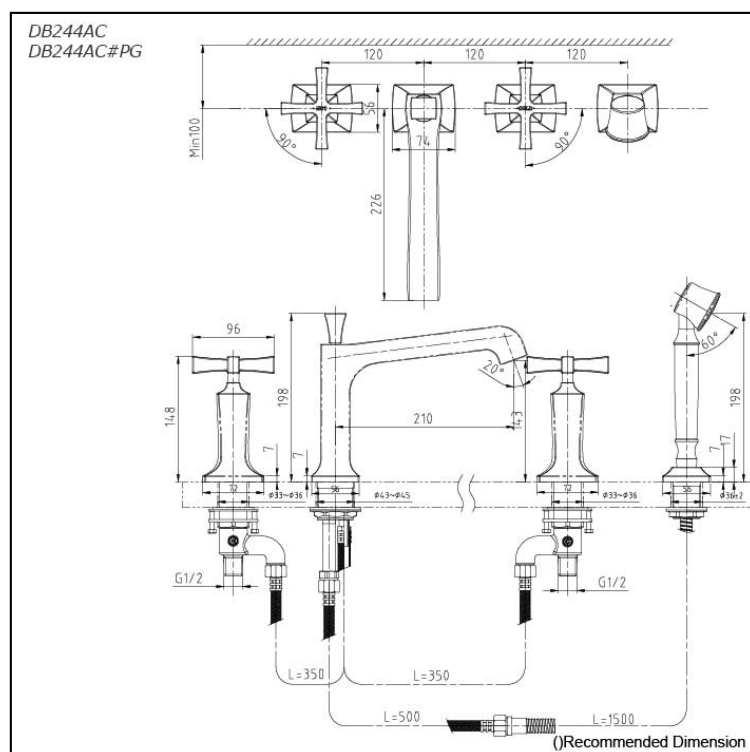 DB244AC
DB244AC#PG
120 120 120
Min100
56
90° 90°
74
226
96
148
198
7
20°
210
143
60°
198
7
17
7
72 Ø33~Ø36 56 Ø43~Ø45 72 Ø33~Ø36 56 Ø36±2
G1/2 G1/2
L=350 L=350
L=500 L=1500
()Recommended Dimension